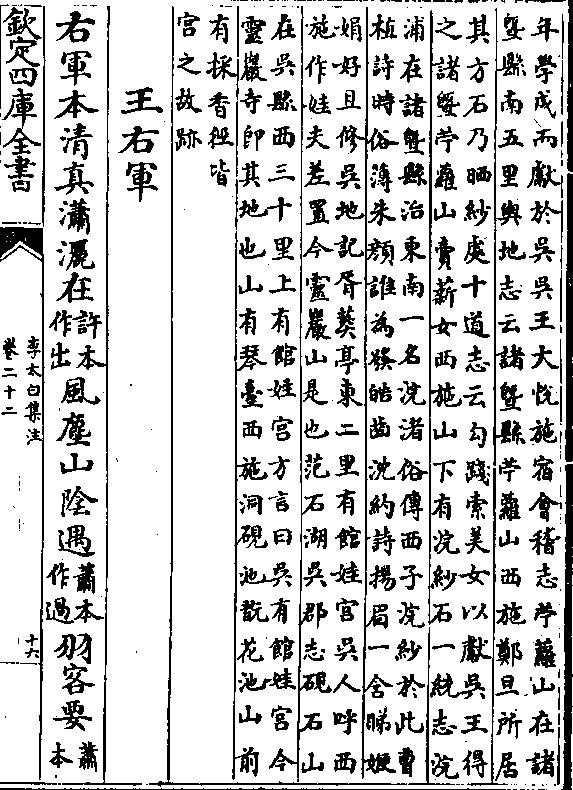 年學成而獻於吳吳王大悅施宿會稽志苧蘿山在諸
暨縣南五里輿地志云諸暨縣苧蘿山西施鄭旦所居
其方石乃晒紗處十道志云勾踐索美女以獻吳王得
之諸暨苧蘿山賣薪女西施山下有浣紗石一統志浣
浦在諸暨縣治東南一名浣渚俗傳西子浣紗於此曹
植詩時俗薄朱顏誰為發皓齒沈約詩揚眉一含睇㛹
娟好且修吳地記胥葖亭東二里有館娃宮吳人呼西
施作娃夫差置今靈巖山是也范石湖吳郡志硯石山
在吳縣西三十里上有館娃宮方言曰吳有館娃宮今
靈巖寺即其地也山有琴臺西施洞硯池翫花池山前
有採香徑皆
宮之故跡
王右軍
右軍本清真瀟灑在許本作出風塵山陰遇蕭本作過羽客要蕭本
欽定四庫全書
李太白集注
卷二十二
十六